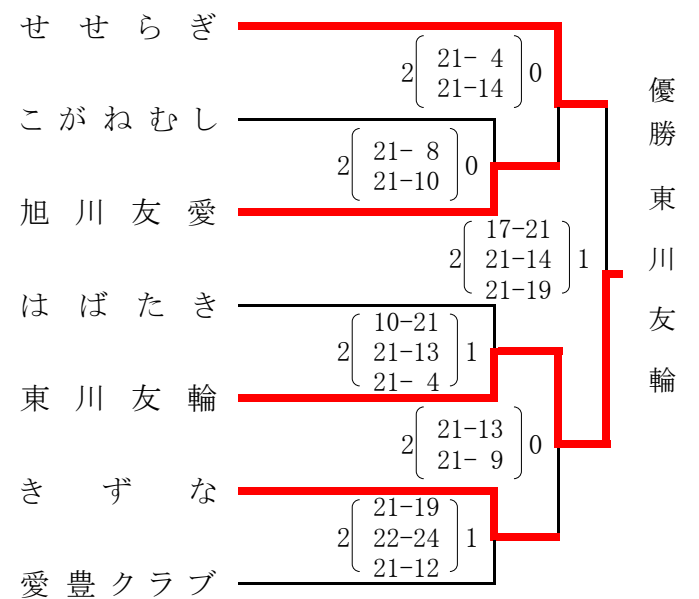 せせらぎ
2 21- 4 0
21-14
こがねむし
2 21- 8 0
21-10
旭川友愛
17-21
2 21-14 1
21-19
はばたき
10-21
2 21-13 1
21- 4
東川友輪
2 21-13 0
21- 9
きずな
21-19
2 22-24 1
21-12
愛豊クラブ
優勝 東川友輪